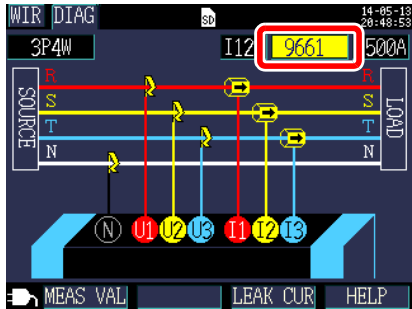 WIR DIAG SD 14-05-13
20:48:53
3P4W I12 9661 500A
R R
S S
T T
N N
SOURCE
LOAD
N U1 U2 U3 I1 I2 I3
MEAS VAL LEAK CUR HELP